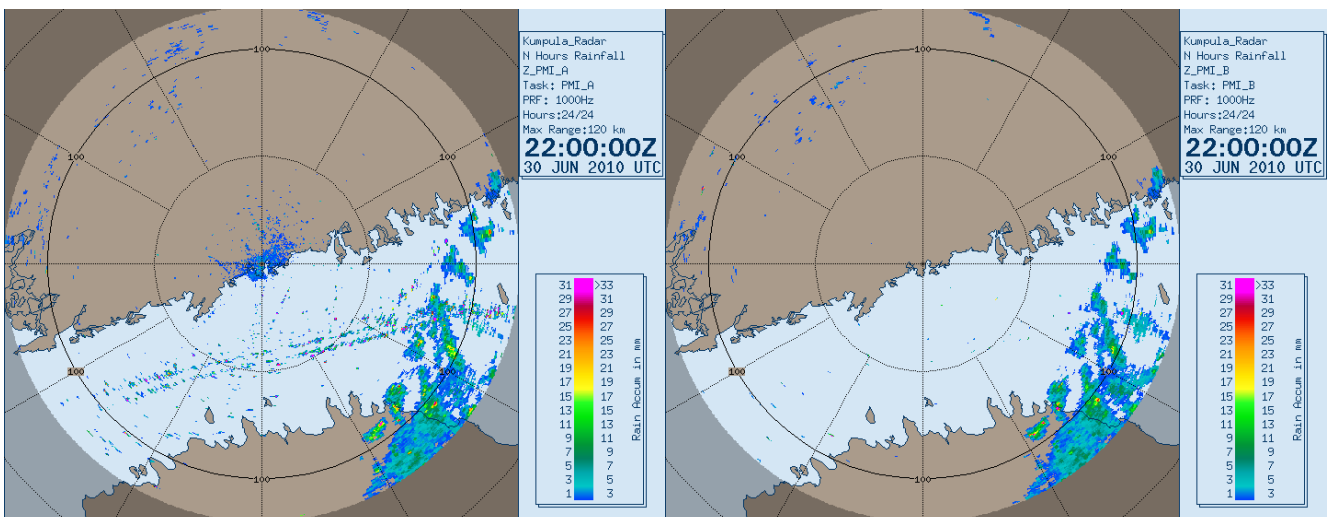 Kumpula_Radar
N Hours Rainfall
Z_PMI_A
Task: PMI_A
PRF: 1000Hz
Hours:24/24
Max Range:120 km
22:00:00Z
30 JUN 2010 UTC
100
100
100
100
100
100
31 >33
29 31
27 29
25 27
23 25
21 23
19 21
17 19
15 17
13 15
11 13
9 11
7 9
5 7
3 5
1 3
Rain Accum in mm
Kumpula_Radar
N Hours Rainfall
Z_PMI_B
Task: PMI_B
PRF: 1000Hz
Hours:24/24
Max Range:120 km
22:00:00Z
30 JUN 2010 UTC
100
100
100
100
100
100
31 >33
29 31
27 29
25 27
23 25
21 23
19 21
17 19
15 17
13 15
11 13
9 11
7 9
5 7
3 5
1 3
Rain Accum in mm